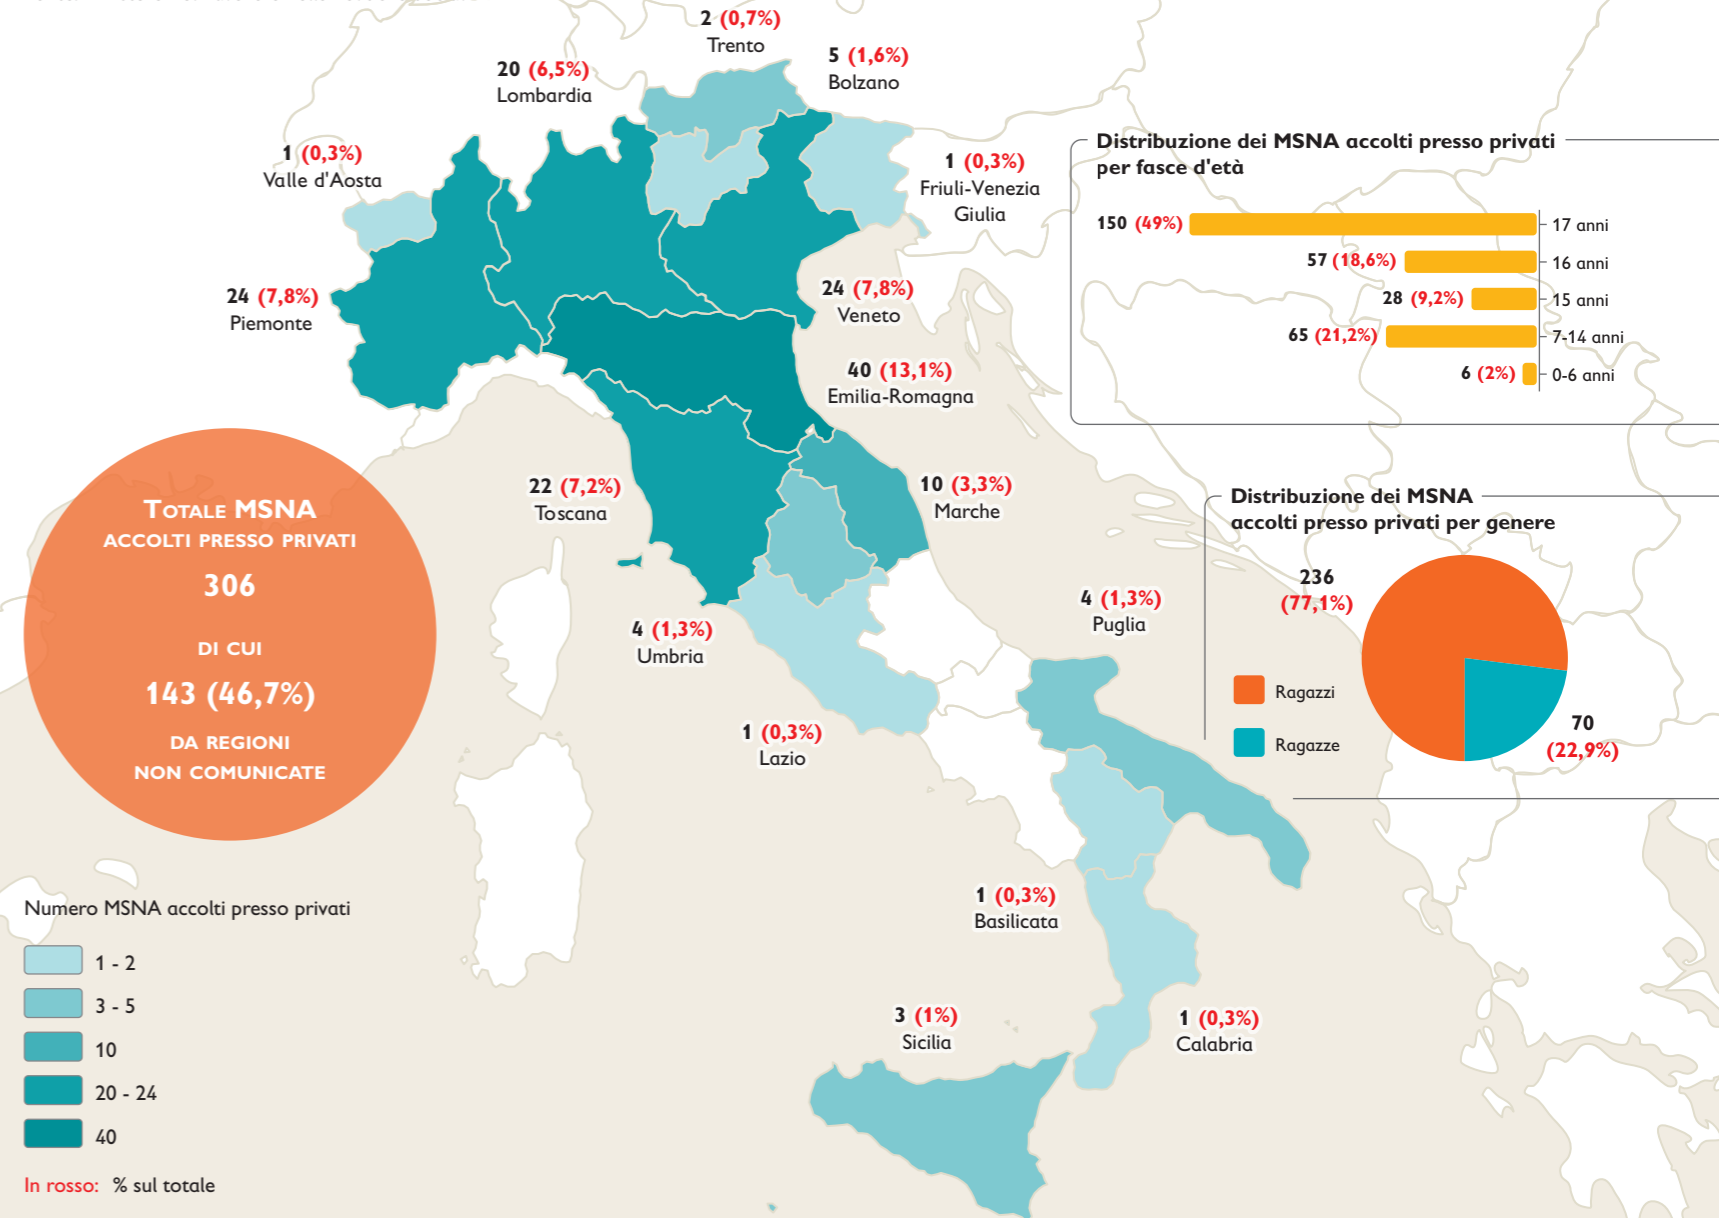 2 (0,7%)
Trento
5 (1,6%)
Bolzano
20 (6,5%)
Lombardia
1 (0,3%)
Valle d'Aosta
1 (0,3%)
Friuli-Venezia
Giulia
24 (7,8%)
Piemonte
24 (7,8%)
Veneto
40 (13,1%)
Emilia-Romagna
22 (7,2%)
Toscana
10 (3,3%)
Marche
4 (1,3%)
Umbria
4 (1,3%)
Puglia
1 (0,3%)
Lazio
1 (0,3%)
Basilicata
3 (1%)
Sicilia
1 (0,3%)
Calabria
Distribuzione dei MSNA accolti presso privati
per fasce d'età
150 (49%) 17 anni
57 (18,6%) 16 anni
28 (9,2%) 15 anni
65 (21,2%) 7-14 anni
6 (2%) 0-6 anni
Distribuzione dei MSNA
accolti presso privati per genere
236
(77,1%)
Ragazzi
Ragazze
70
(22,9%)
TOTALE MSNA
ACCOLTI PRESSO PRIVATI
306
DI CUI
143 (46,7%)
DA REGIONI
NON COMUNICATE
Numero MSNA accolti presso privati
1 - 2
3 - 5
10
20 - 24
40
In rosso: % sul totale